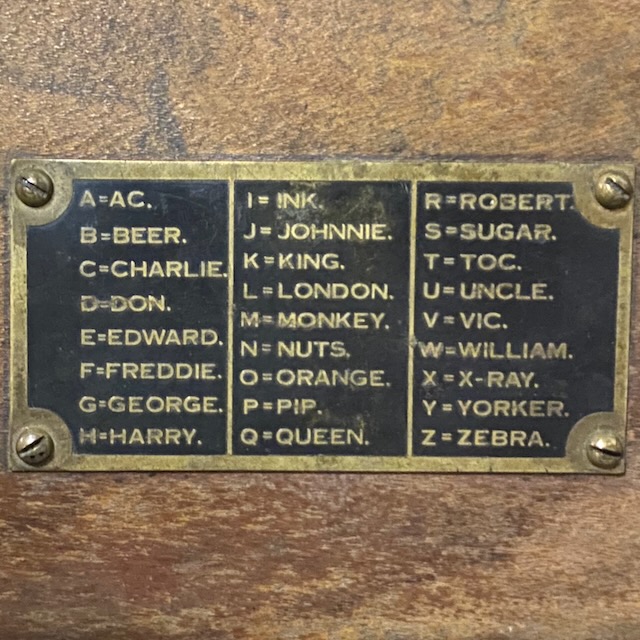 A=AC.
B=BEER.
C=CHARLIE.
D=DON.
E=EDWARD.
F=FREDDIE.
G=GEORGE.
H=HARRY.
I=INK.
J=JOHNNIE.
K=KING.
L=LONDON.
M=MONKEY.
N=NUTS.
O=ORANGE.
P=PIP.
Q=QUEEN.
R=ROBERT.
S=SUGAR.
T=TOC.
U=UNCLE.
V=VIC.
W=WILLIAM.
X=X-RAY.
Y=YORKER.
Z=ZEBRA.